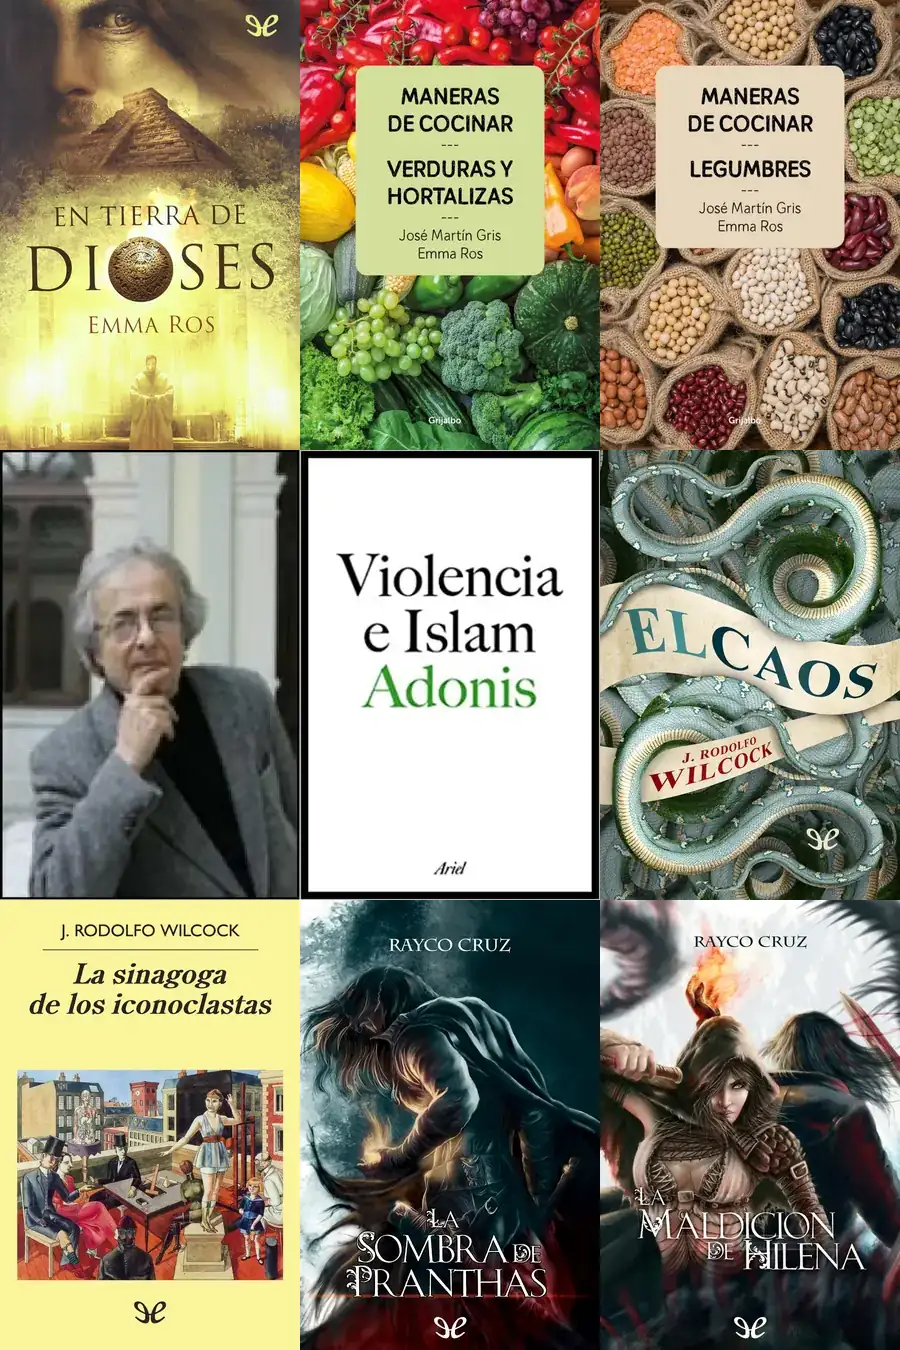 EN TIERRA DE
DIOSES
EMMA ROS
MANERAS
DE COCINAR
---
VERDURAS Y
HORTALIZAS
---
José Martín Gris
Emma Ros
Grijalbo
MANERAS
DE COCINAR
---
LEGUMBRES
---
José Martín Gris
Emma Ros
Grijalbo
Violencia
e Islam
Adonis
Ariel
EL CAOS
J. RODOLFO
WILCOCK
J. RODOLFO WILCOCK
La sinagoga
de los iconoclastas
RAYCO CRUZ
LA
SOMBRA DE
PRANTHAS
RAYCO CRUZ
LA
MALDICION
DE HILENA